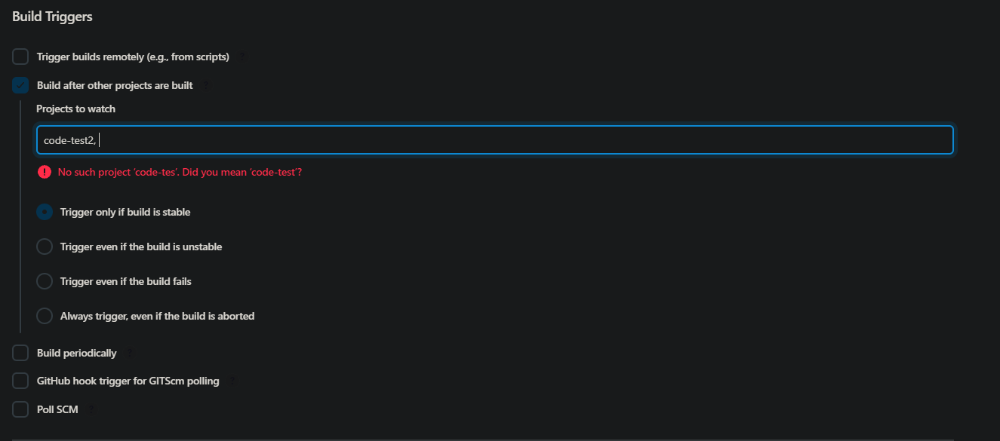 Build Triggers
Trigger builds remotely (e.g., from scripts) ?
Build after other projects are built ?
Projects to watch
code-test2,
No such project ‘code-tes’. Did you mean ‘code-test’?
Trigger only if build is stable
Trigger even if the build is unstable
Trigger even if the build fails
Always trigger, even if the build is aborted
Build periodically ?
GitHub hook trigger for GITScm polling ?
Poll SCM ?